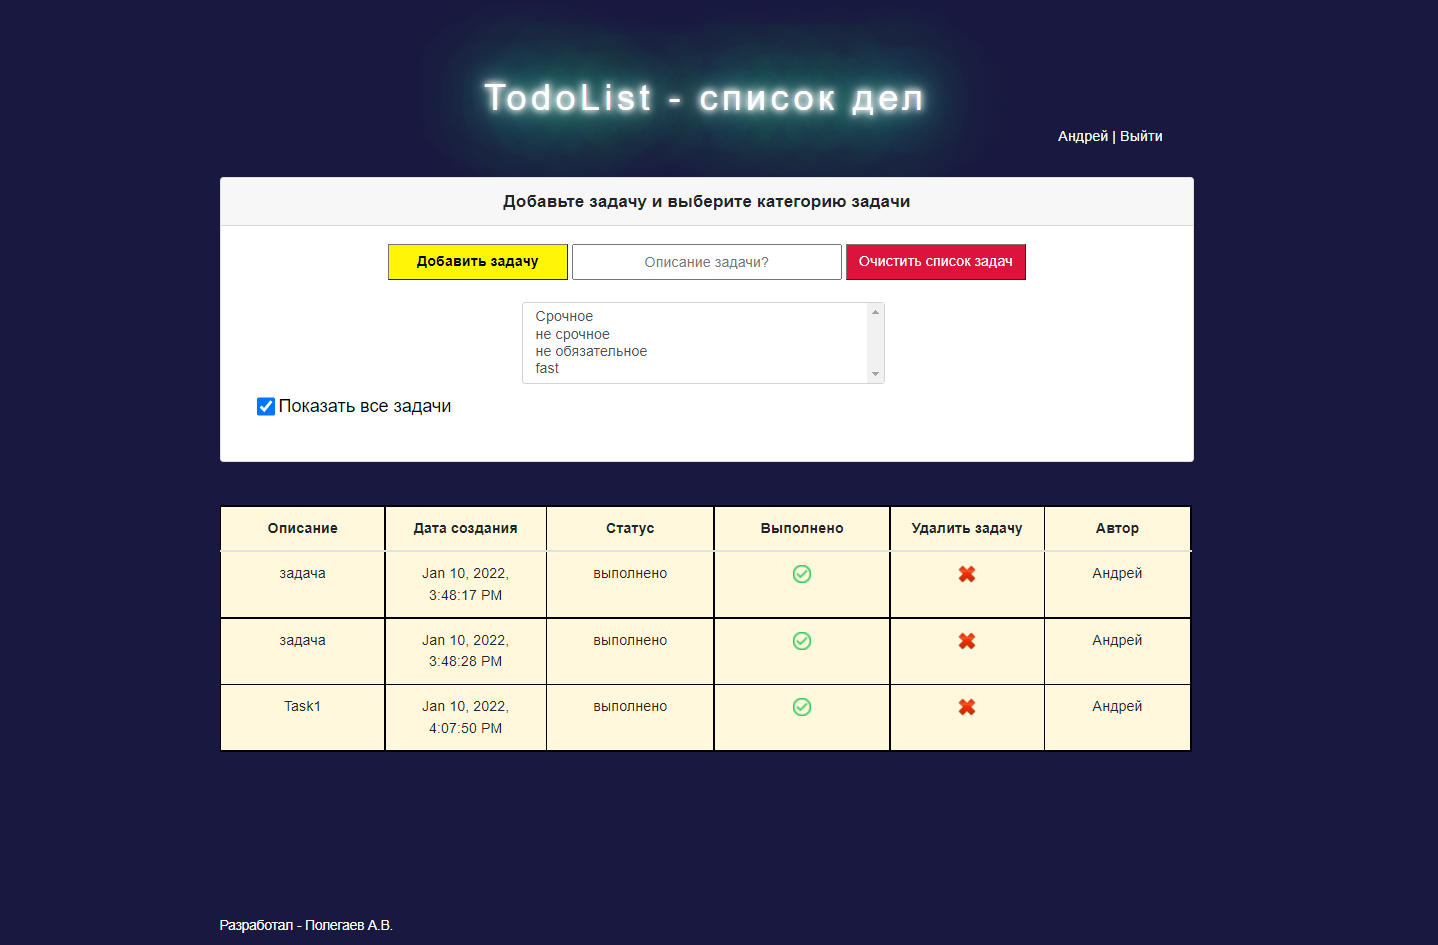 TodoList - список дел
Андрей | Выйти
Добавьте задачу и выберите категорию задачи
Добавить задачу Описание задачи? Очистить список задач
Срочное
не срочное
не обязательное
fast
Показать все задачи
Описание Дата создания Статус Выполнено Удалить задачу Автор
задача Jan 10, 2022, выполнено Андрей
3:48:17 PM
задача Jan 10, 2022, выполнено Андрей
3:48:28 PM
Task1 Jan 10, 2022, выполнено Андрей
4:07:50 PM
Разработал - Полегаев А.В.